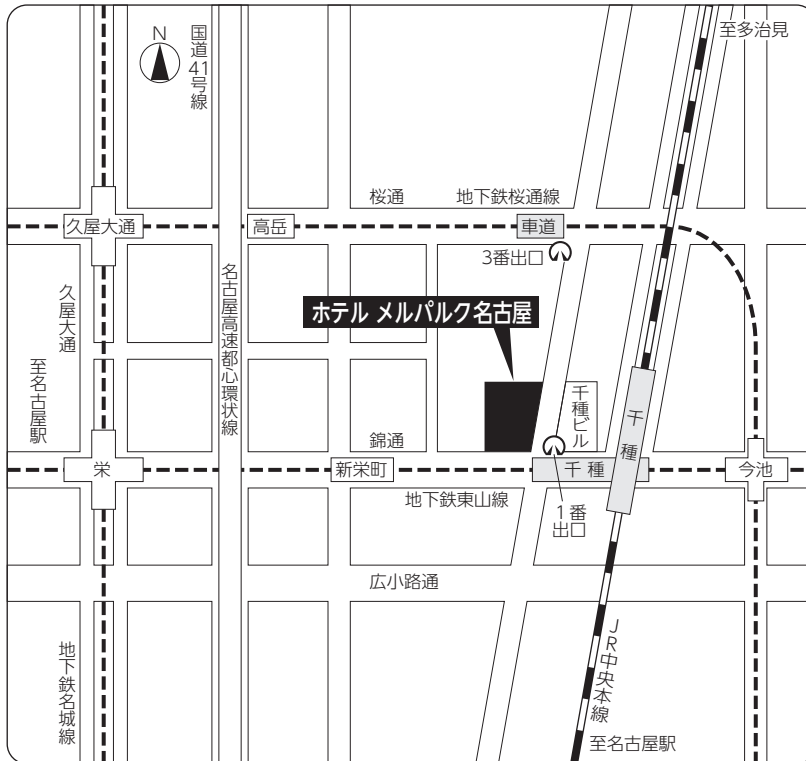 至多治見
N
国道41号線
桜通
地下鉄桜通線
久屋大通
高岳
車道
3番出口
名古屋高速都心環状線
久屋大通
ホテル メルパルク名古屋
至名古屋駅
千種ビル
千種
錦通
栄
新栄町
千種
今池
地下鉄東山線
1番
出口
広小路通
地下鉄名城線
JR中央本線
至名古屋駅